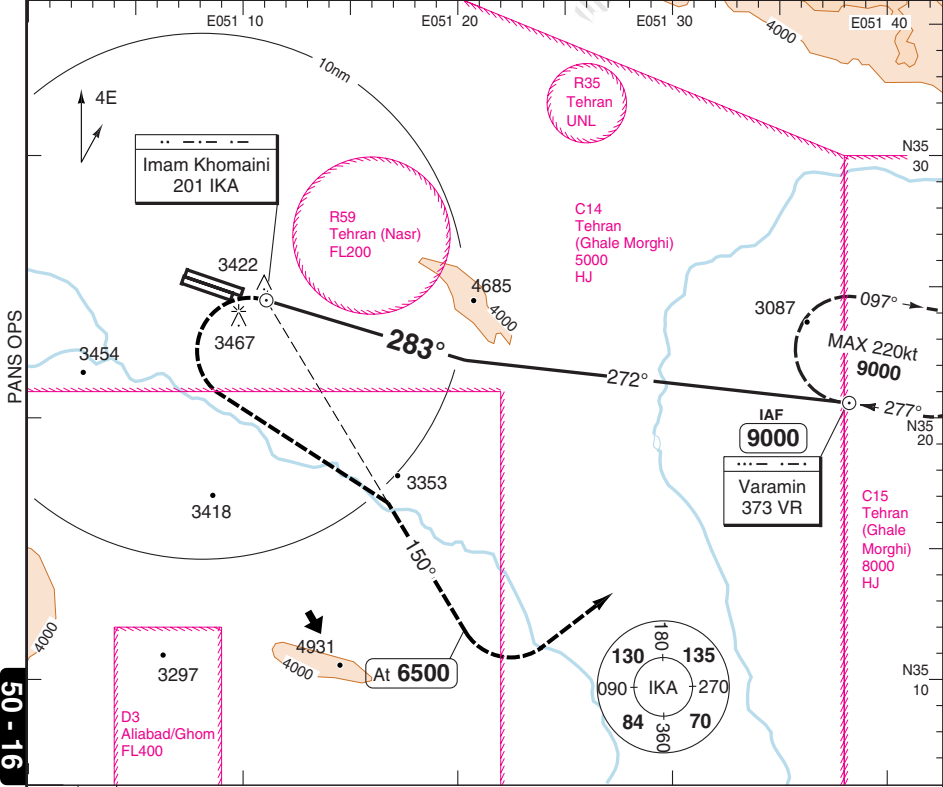 E051 10
E051 20
E051 30
E051 40
4000
10nm
4E
R35
Tehran
UNL
N35
30
Imam Khomaini
201 IKA
R59
Tehran (Nasr)
FL200
C14
Tehran
(Ghale Morghi)
5000
HJ
3422
4685
4000
3087
097°
3467
283°
MAX 220kt
9000
PANS OPS
3454
272°
277°
IAF
9000
N35
20
3353
Varamin
373 VR
3418
C15
Tehran
(Ghale
Morghi)
8000
HJ
150°
4000
4931
4000
At 6500
3297
180
130
135
090
IKA
270
84
70
360
N35
10
D3
Aliabad/Ghom
FL400
50 - 16